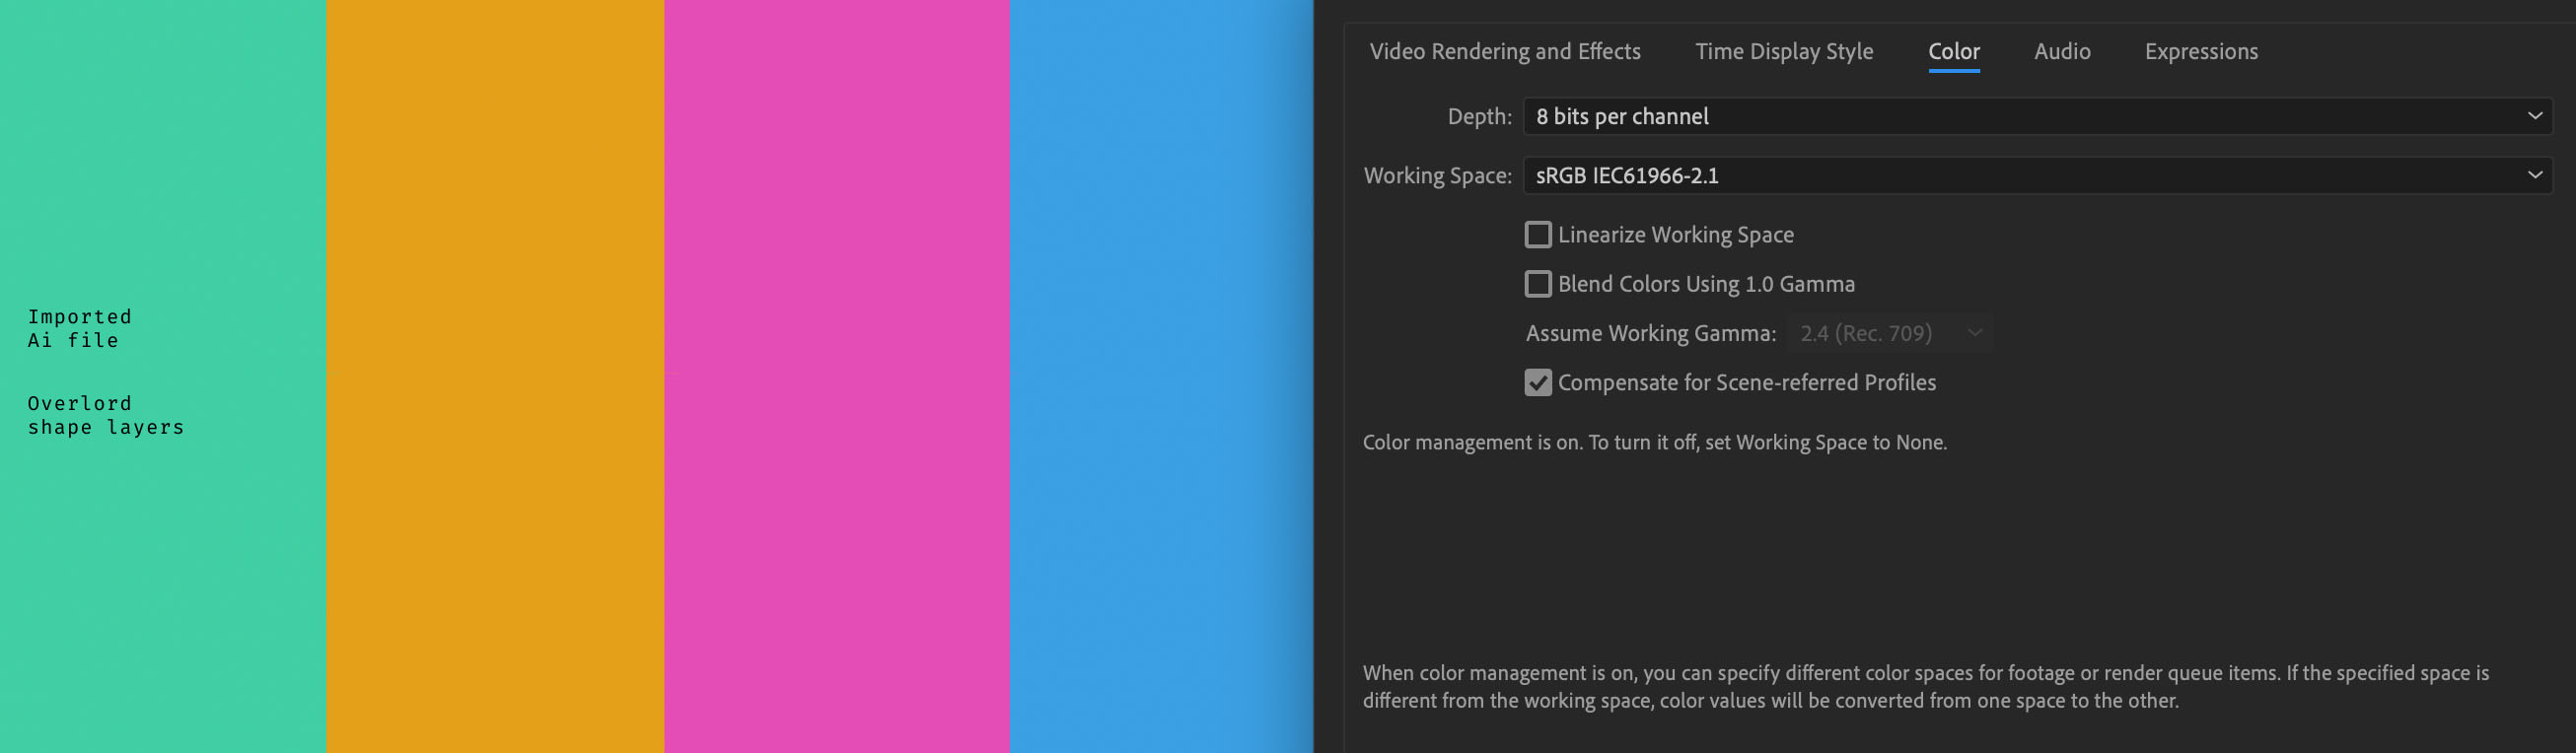 Imported
Ai file
Overlord
shape layers
Video Rendering and Effects Time Display Style Color Audio Expressions
Depth: 8 bits per channel
Working Space: sRGB IEC61966-2.1
Linearize Working Space
Blend Colors Using 1.0 Gamma
Assume Working Gamma: 2.4 (Rec. 709)
Compensate for Scene-referred Profiles
Color management is on. To turn it off, set Working Space to None.
When color management is on, you can specify different color spaces for footage or render queue items. If the specified space is
different from the working space, color values will be converted from one space to the other.